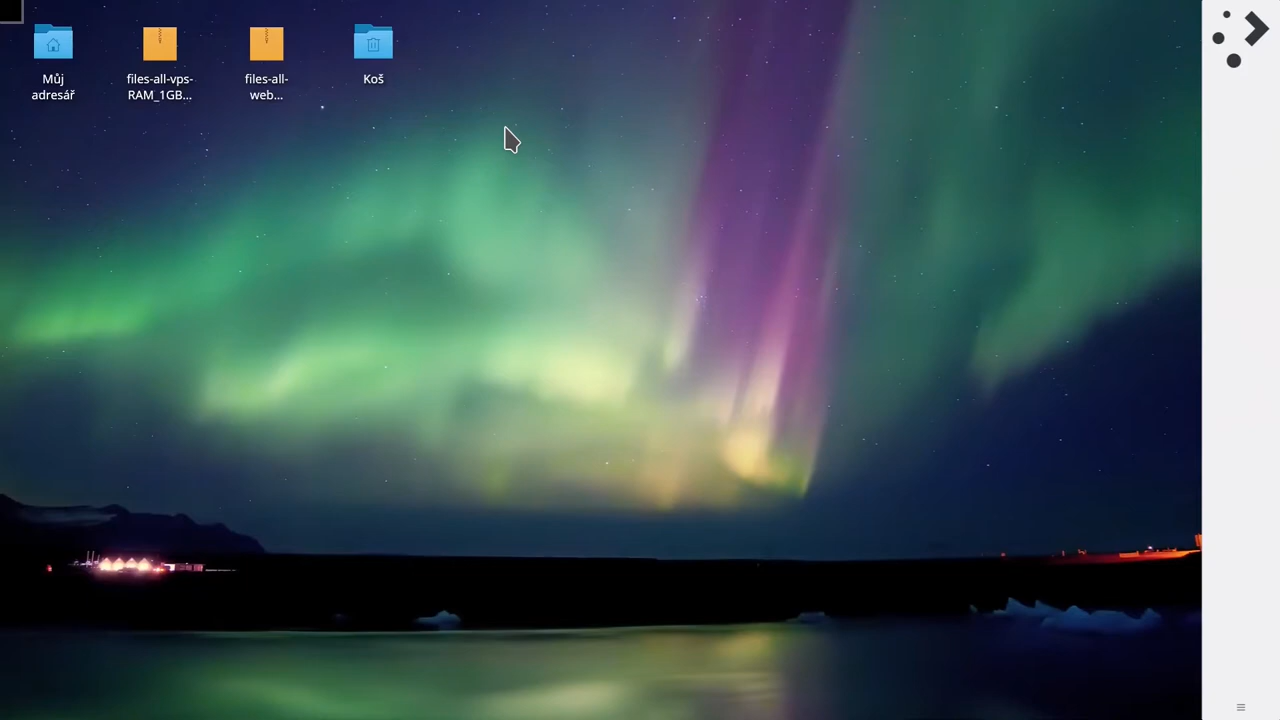 Můj
adresář
files-all-vps-
RAM_1GB...
files-all-
web...
Koš